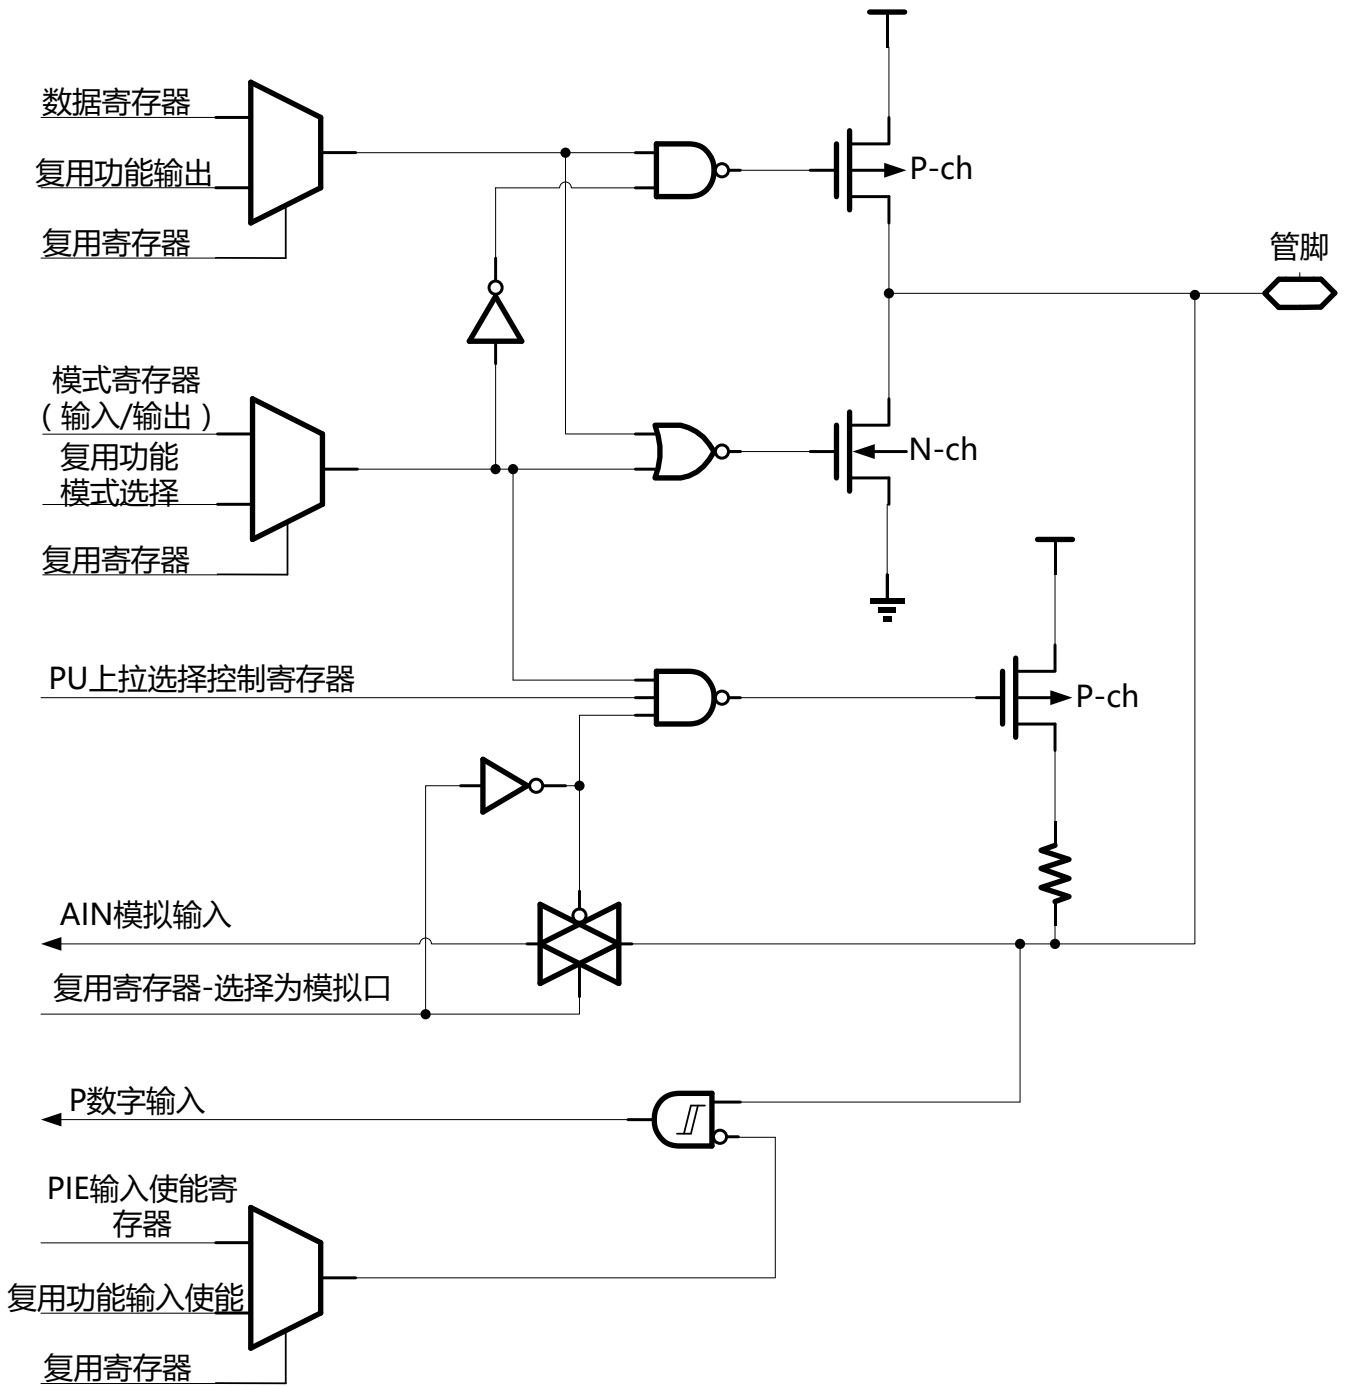 数据寄存器
复用功能输出
复用寄存器
P-ch
管脚
模式寄存器
（输入/输出）
复用功能
模式选择
N-ch
复用寄存器
PU上拉选择控制寄存器
P-ch
AIN模拟输入
复用寄存器-选择为模拟口
P数字输入
PIE输入使能寄
存器
复用功能输入使能
复用寄存器